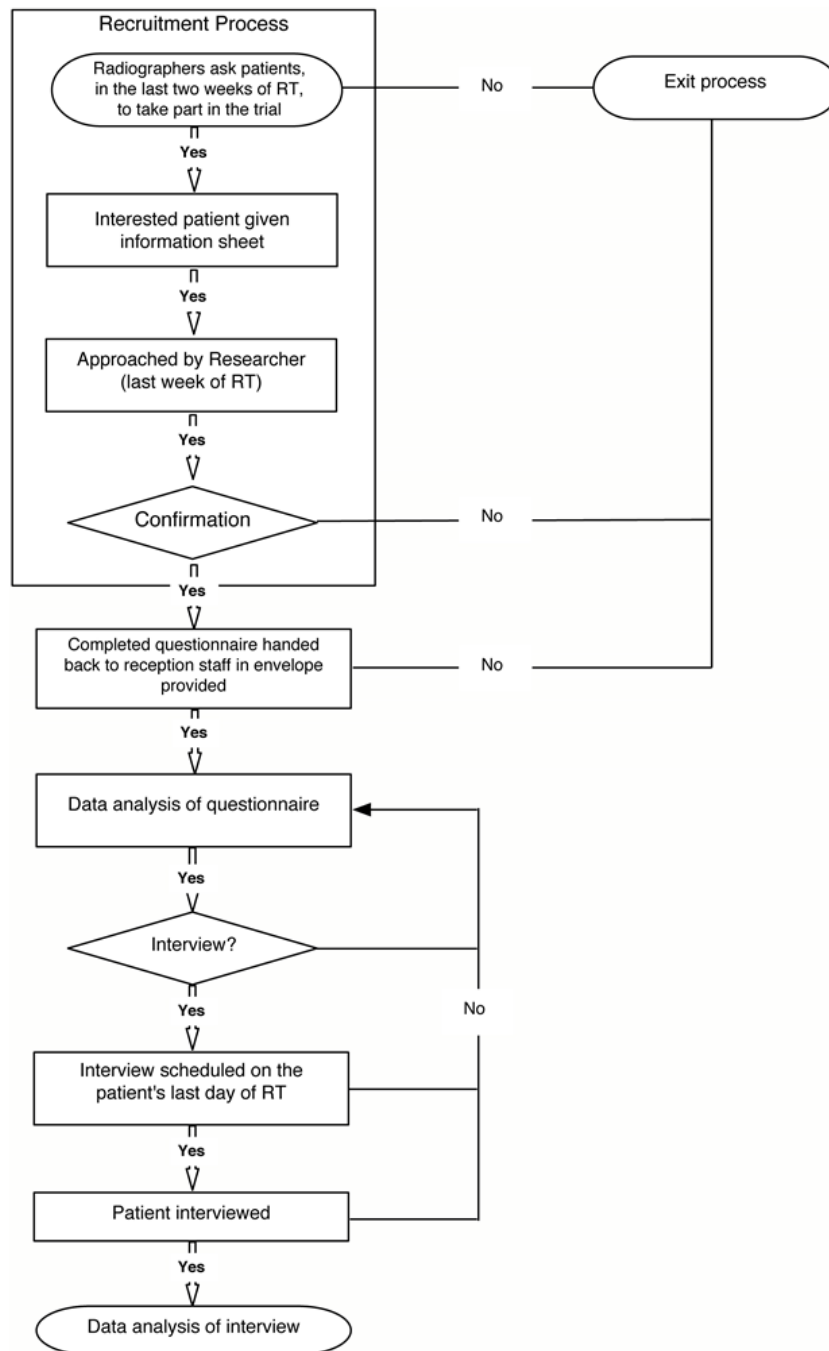 Recruitment Process
Radiographers ask patients,
in the last two weeks of RT,
to take part in the trial
No
Exit process
Yes
Interested patient given
information sheet
Yes
Approached by Researcher
(last week of RT)
Yes
Confirmation
No
Yes
Completed questionnaire handed
back to reception staff in envelope
provided
No
Yes
Data analysis of questionnaire
Yes
Interview?
No
Yes
Interview scheduled on the
patient's last day of RT
Yes
Patient interviewed
Yes
Data analysis of interview